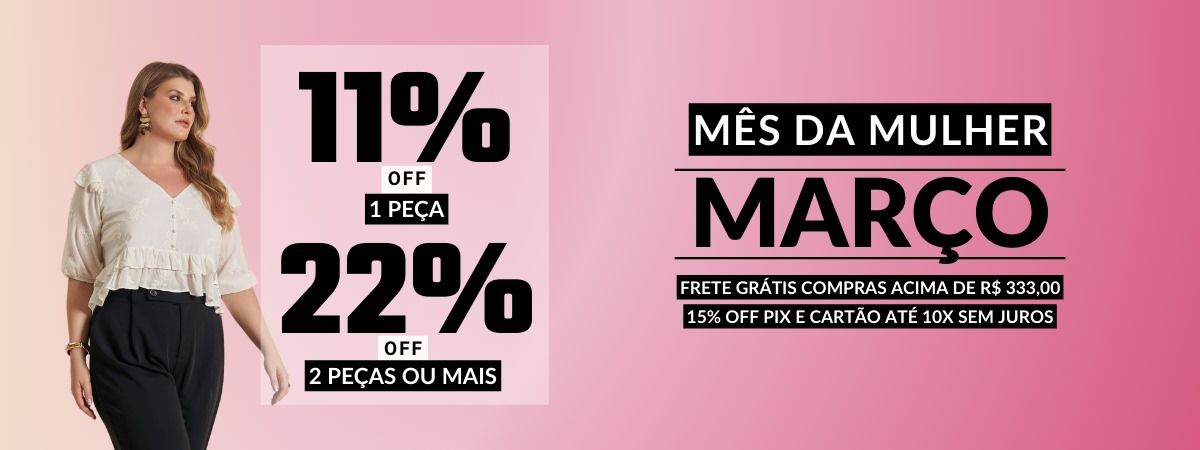 11%
OFF
1 PEÇA
22%
OFF
2 PEÇAS OU MAIS
MÊS DA MULHER
MARÇO
FRETE GRÁTIS COMPRAS ACIMA DE R$ 333,00
15% OFF PIX E CARTÃO ATÉ 10X SEM JUROS